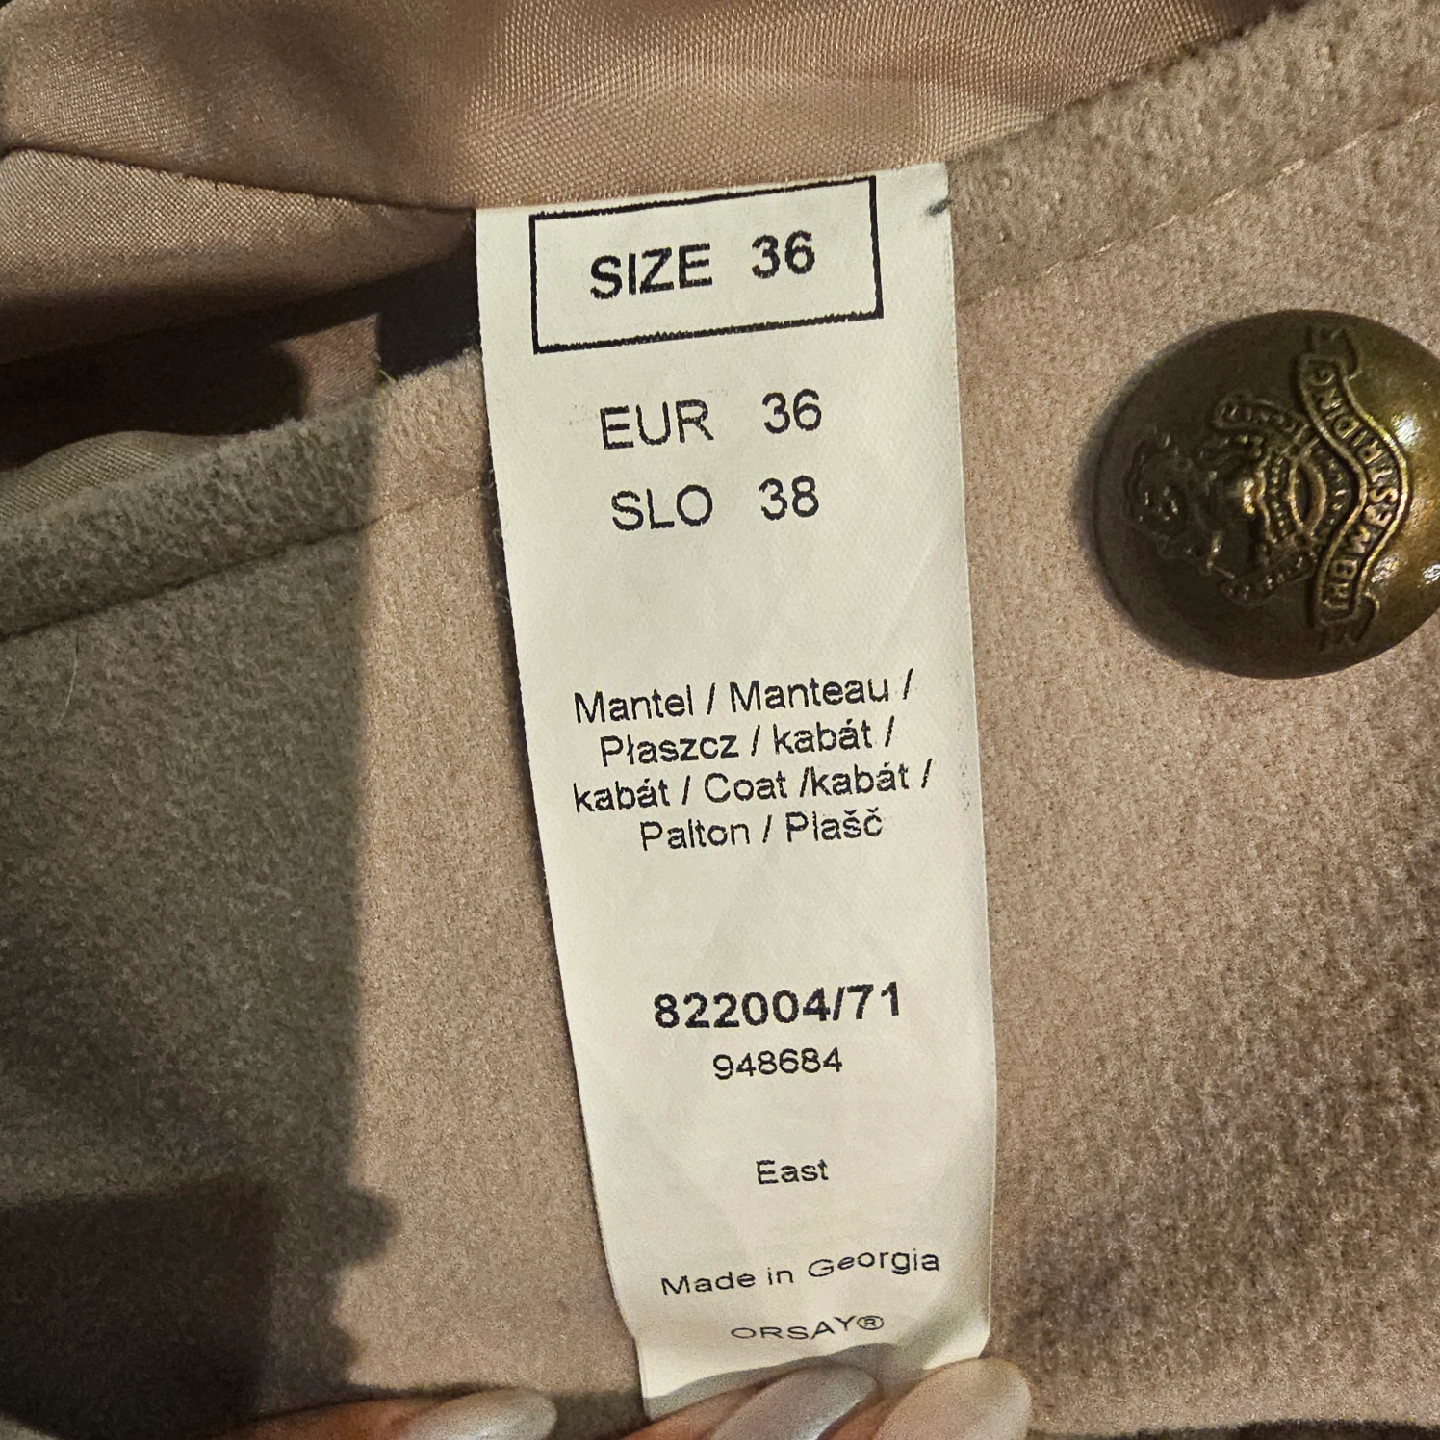 SIZE 36
EUR 36
SLO 38
Mantel / Manteau /
Płaszcz / kabát /
kabát / Coat /kabát /
Palton / Plašč
822004/71
948684
East
Made in Georgia
ORSAY®